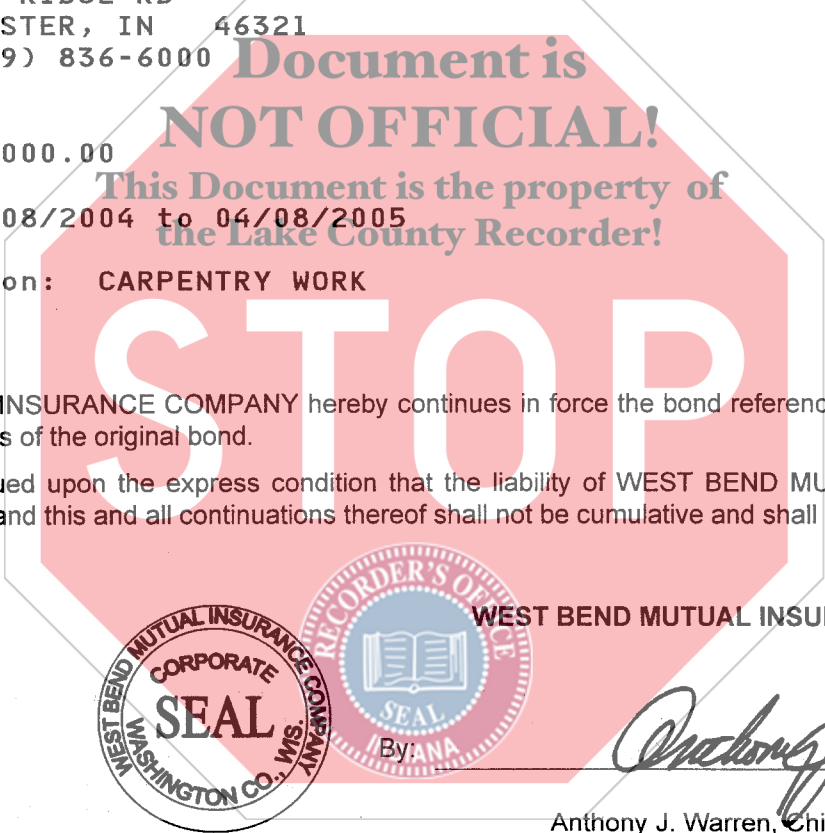 RIDGE RD
STER, IN 46321
9) 836-6000
Document is
NOT OFFICIAL!
000.00
This Document is the property of
08/2004 to 04/08/2005
the Lake County Recorder!
on: CARPENTRY WORK
STOP
INSURANCE COMPANY hereby continues in force the bond referenc
s of the original bond.
ued upon the express condition that the liability of WEST BEND MU
and this and all continuations thereof shall not be cumulative and shall
RECORDER'S OFFICE
SEAL
INDIANA
WEST BEND MUTUAL INSU
WEST BEND MUTUAL INSURANCE COMPANY
CORPORATE
SEAL
WASHINGTON CO., WIS.
By:
Anthony J. Warren, Chi